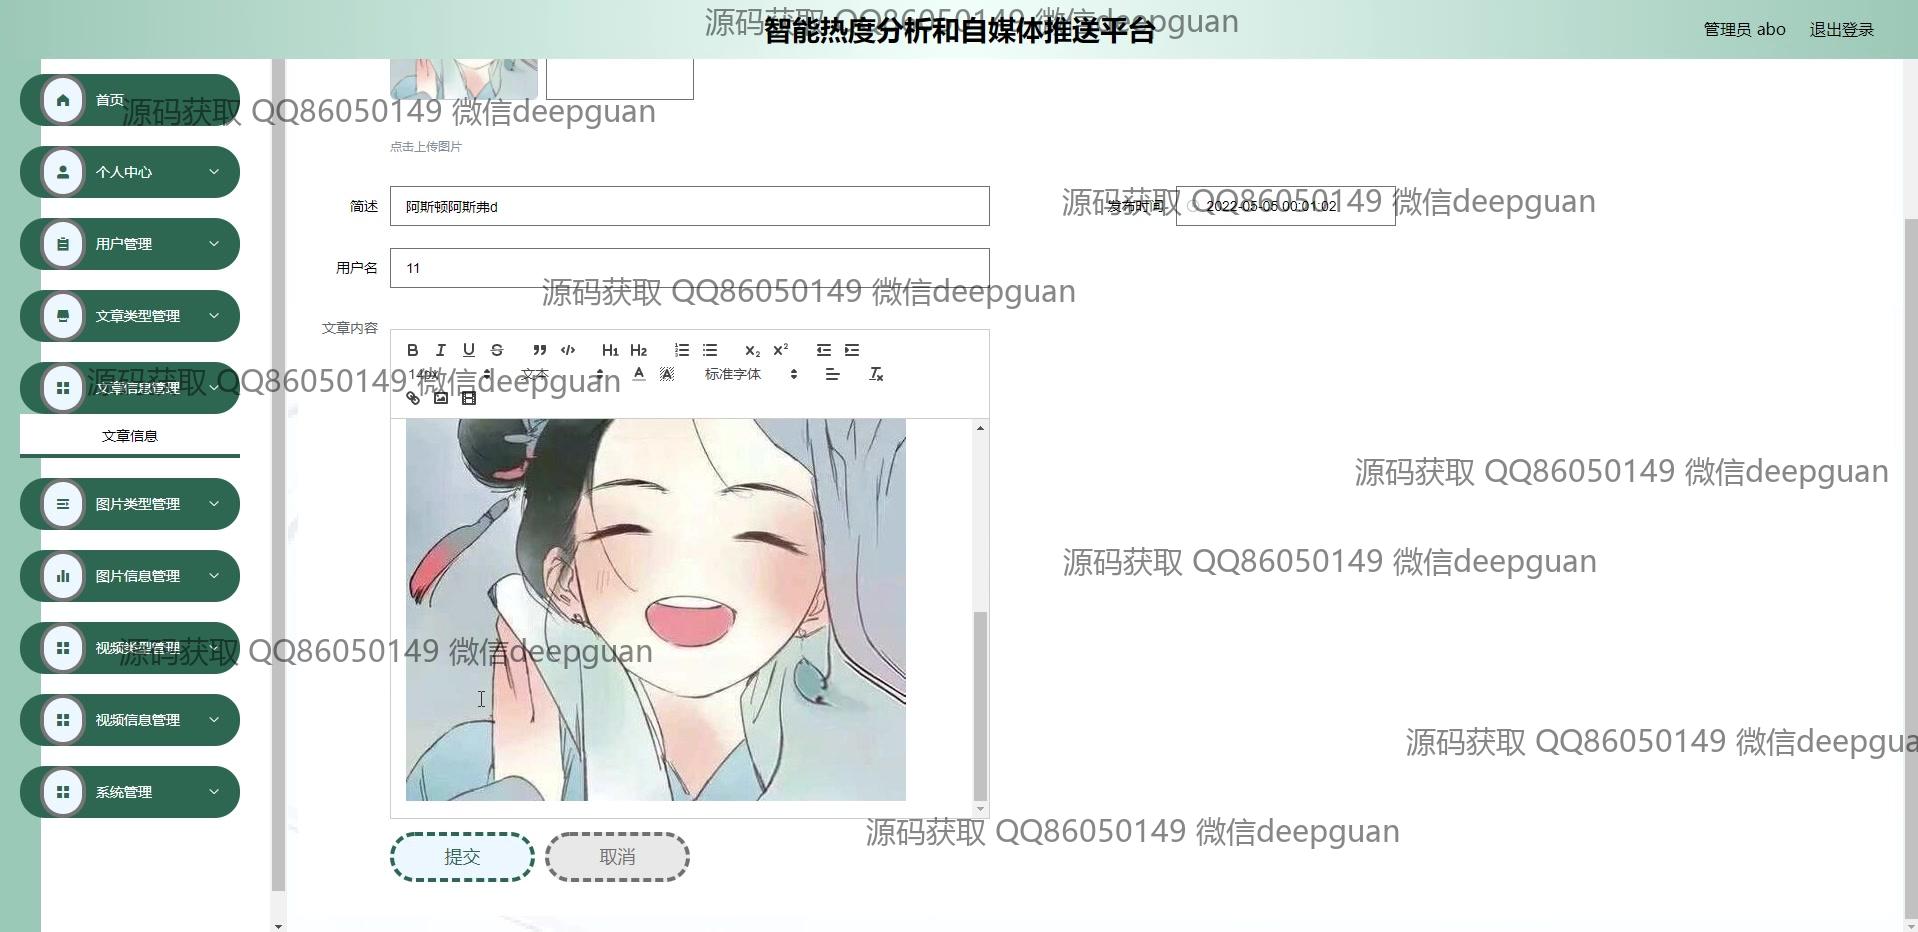 智能热度分析和自媒体推送平台
源码获取 QQ86050149 微信deepguan
管理员 abo
退出登录
首页
源码获取 QQ86050149 微信deepguan
个人中心
用户管理
文章类型管理
文章信息管理
源码获取 QQ86050149 微信deepguan
文章信息
图片类型管理
图片信息管理
视频类型管理
源码获取 QQ86050149 微信deepguan
视频信息管理
系统管理
点击上传图片
简述
阿斯顿阿斯弗d
发布时间
2022-05-05 00:01:02
源码获取 QQ86050149 微信deepguan
用户名
11
源码获取 QQ86050149 微信deepguan
文章内容
B I U S H1 H2 X2 X2
14px 文本 A A 标准字体 Tx
源码获取 QQ86050149 微信deepguan
源码获取 QQ86050149 微信deepguan
源码获取 QQ86050149 微信deepgua
源码获取 QQ86050149 微信deepguan
提交
取消